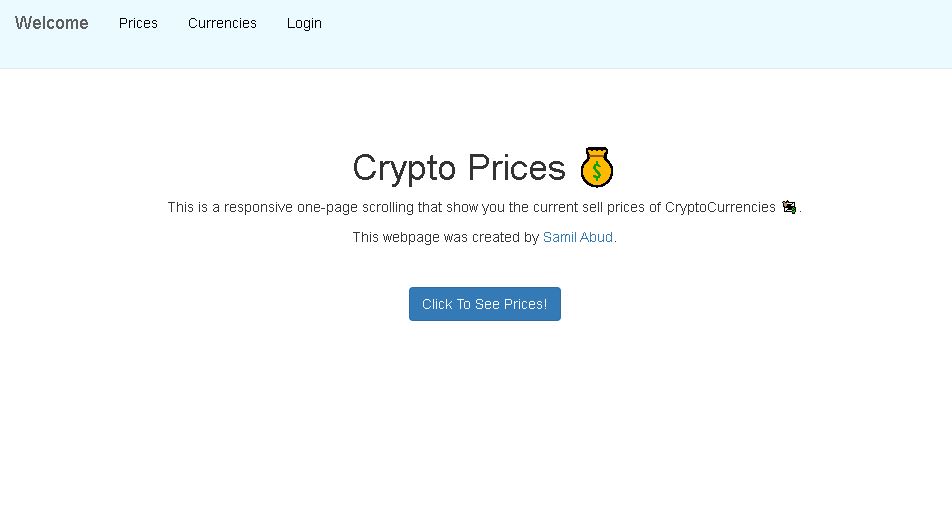 Welcome Prices Currencies Login
Crypto Prices
This is a responsive one-page scrolling that show you the current sell prices of CryptoCurrencies .
This webpage was created by Samil Abud.
Click To See Prices!